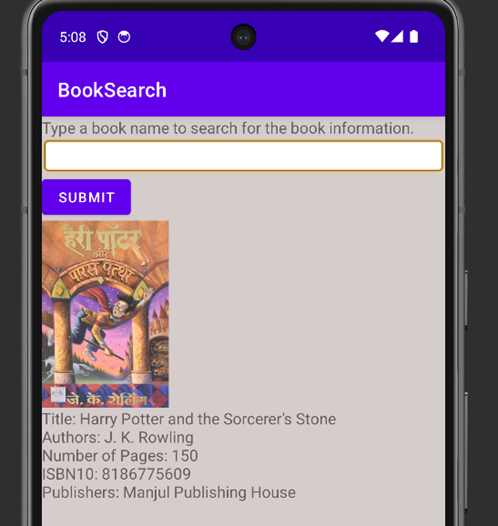 5:08
BookSearch
Type a book name to search for the book information.
SUBMIT
हैरी पॉटर
और
पारस पत्थर
जे. के. रोलिंग
Title: Harry Potter and the Sorcerer's Stone
Authors: J. K. Rowling
Number of Pages: 150
ISBN10: 8186775609
Publishers: Manjul Publishing House